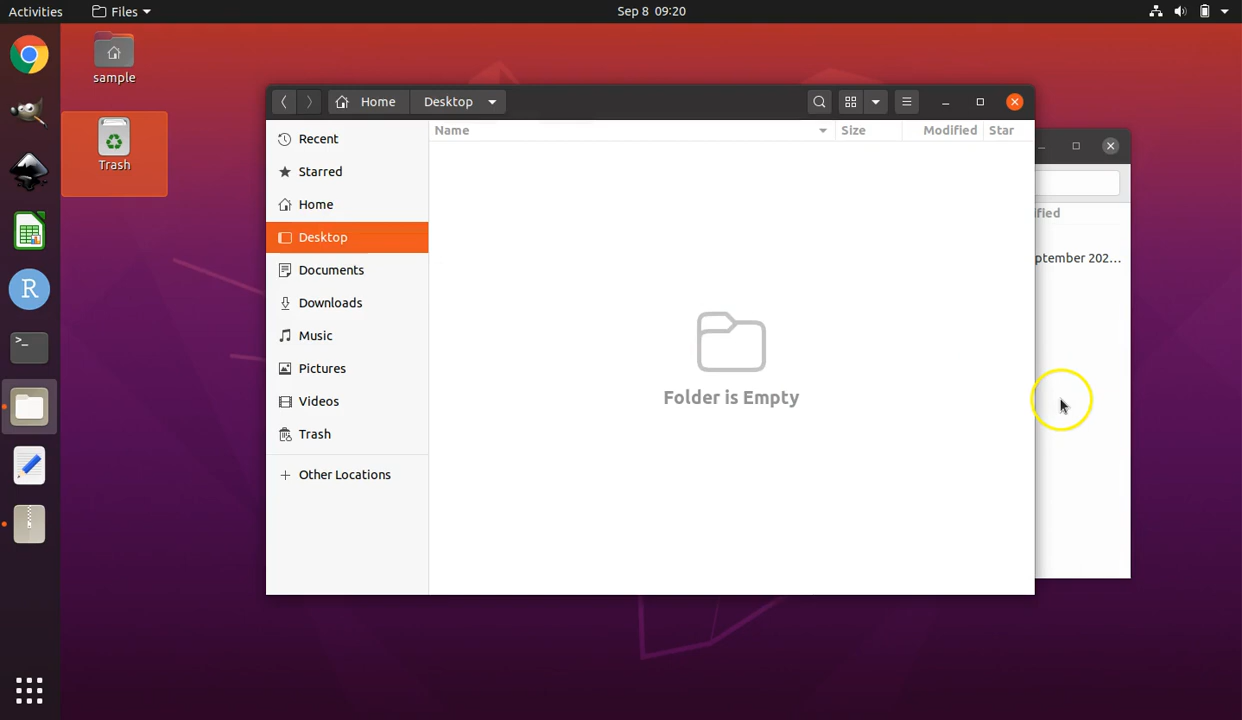 Activities Files Sep 8 09:20
sample
Trash
Home Desktop
Name Size Modified Star
Recent
Starred
Home
Desktop
Documents
Downloads
Music
Pictures
Videos
Trash
Other Locations
Folder is Empty
ified
ptember 202...
R
>_